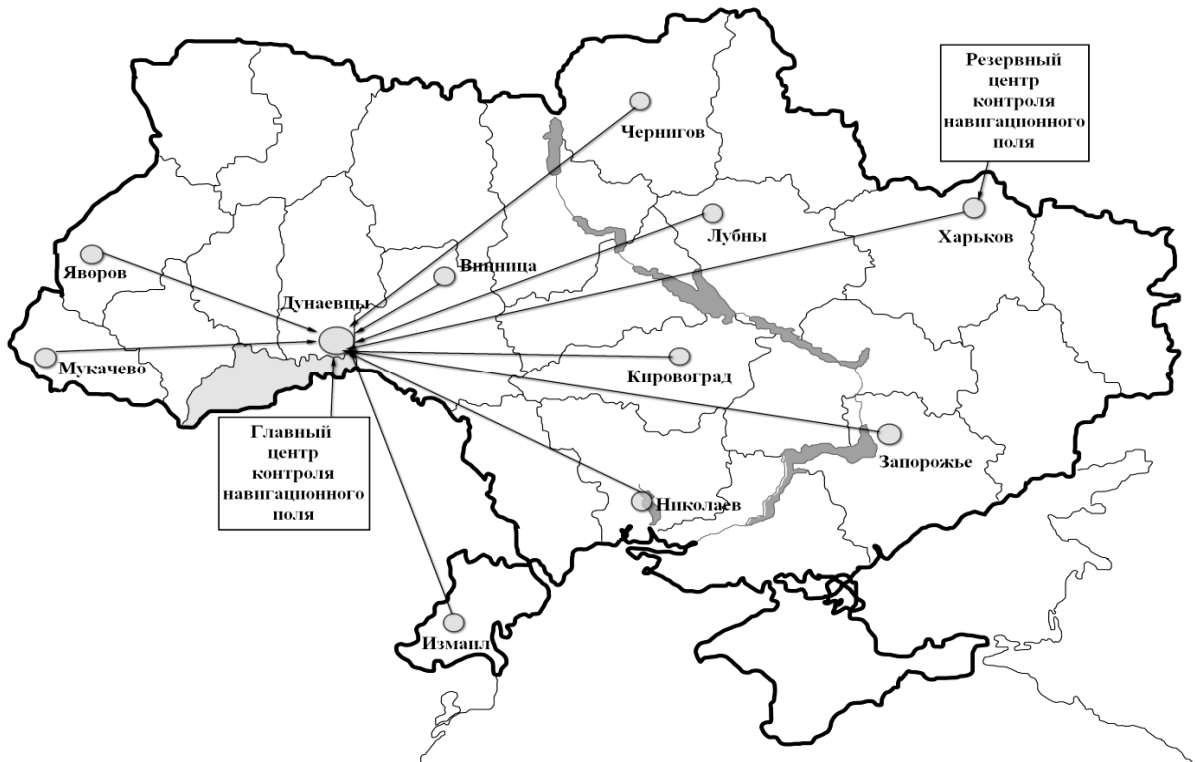 Резервный
центр
контроля
навигационного
поля
Чернигов
Лубны
Харьков
Яворов
Винница
Дунаевцы
Мукачево
Кировоград
Главный
центр
контроля
навигационного
поля
Запорожье
Николаев
Измаил